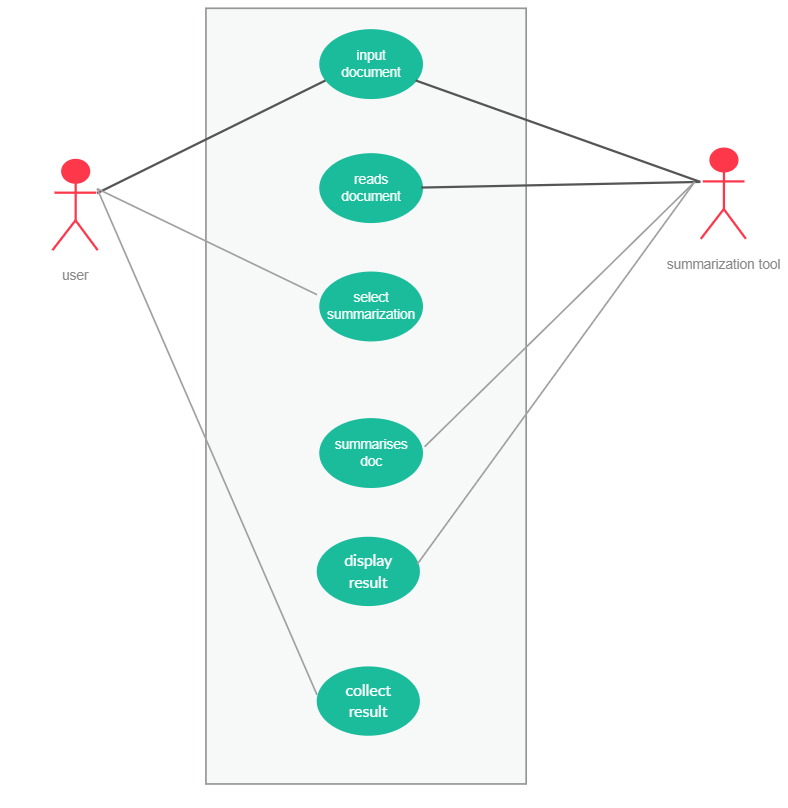 input
document
reads
document
user
summarization tool
select
summarization
summarises
doc
display
result
collect
result